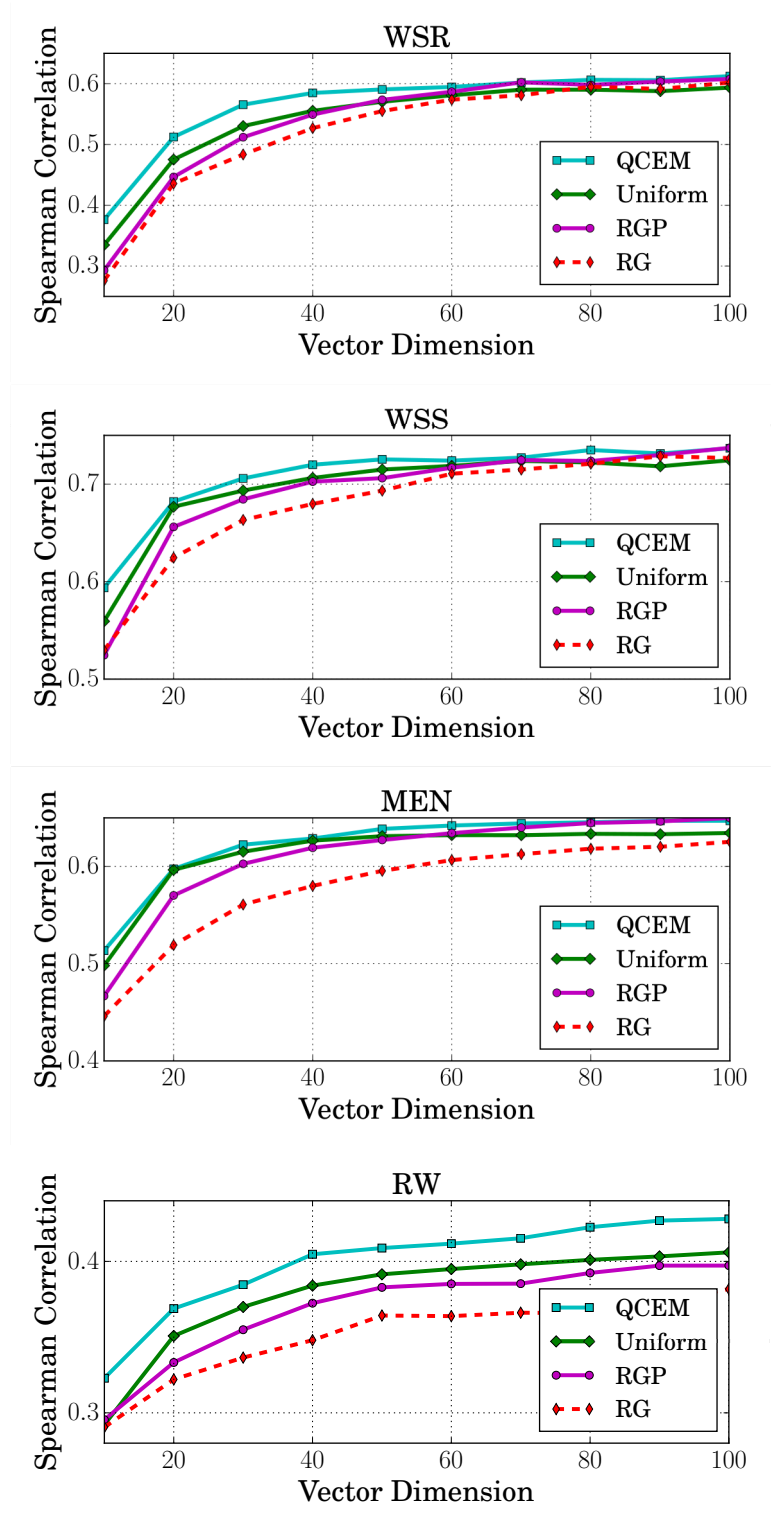 WSR
Spearman Correlation
0.6
0.5
0.4
0.3
QCEM
Uniform
RGP
RG
20 40 60 80 100
Vector Dimension
WSS
Spearman Correlation
0.7
0.6
0.5
QCEM
Uniform
RGP
RG
20 40 60 80 100
Vector Dimension
MEN
Spearman Correlation
0.6
0.5
0.4
QCEM
Uniform
RGP
RG
20 40 60 80 100
Vector Dimension
RW
Spearman Correlation
0.4
0.3
QCEM
Uniform
RGP
RG
20 40 60 80 100
Vector Dimension